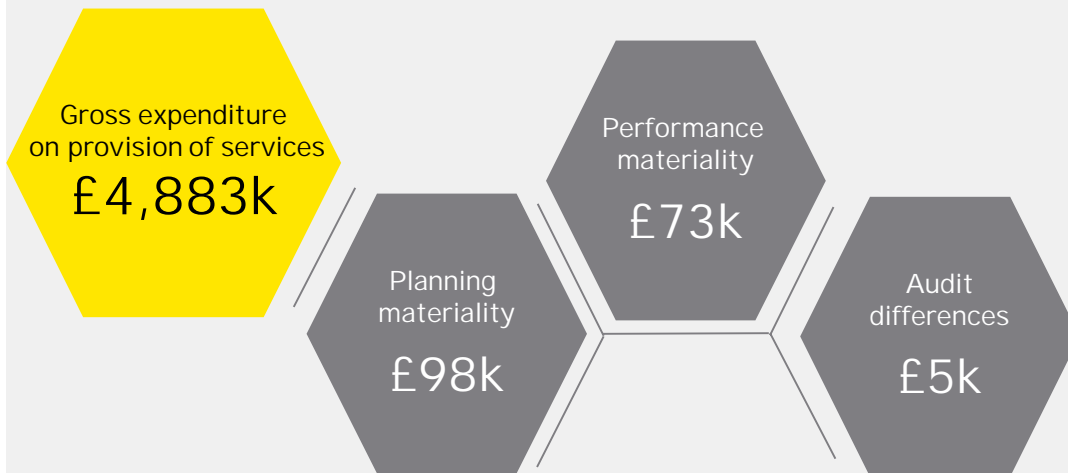 Gross expenditure
on provision of services
£4,883k
Planning
materiality
£98k
Performance
materiality
£73k
Audit
differences
£5k